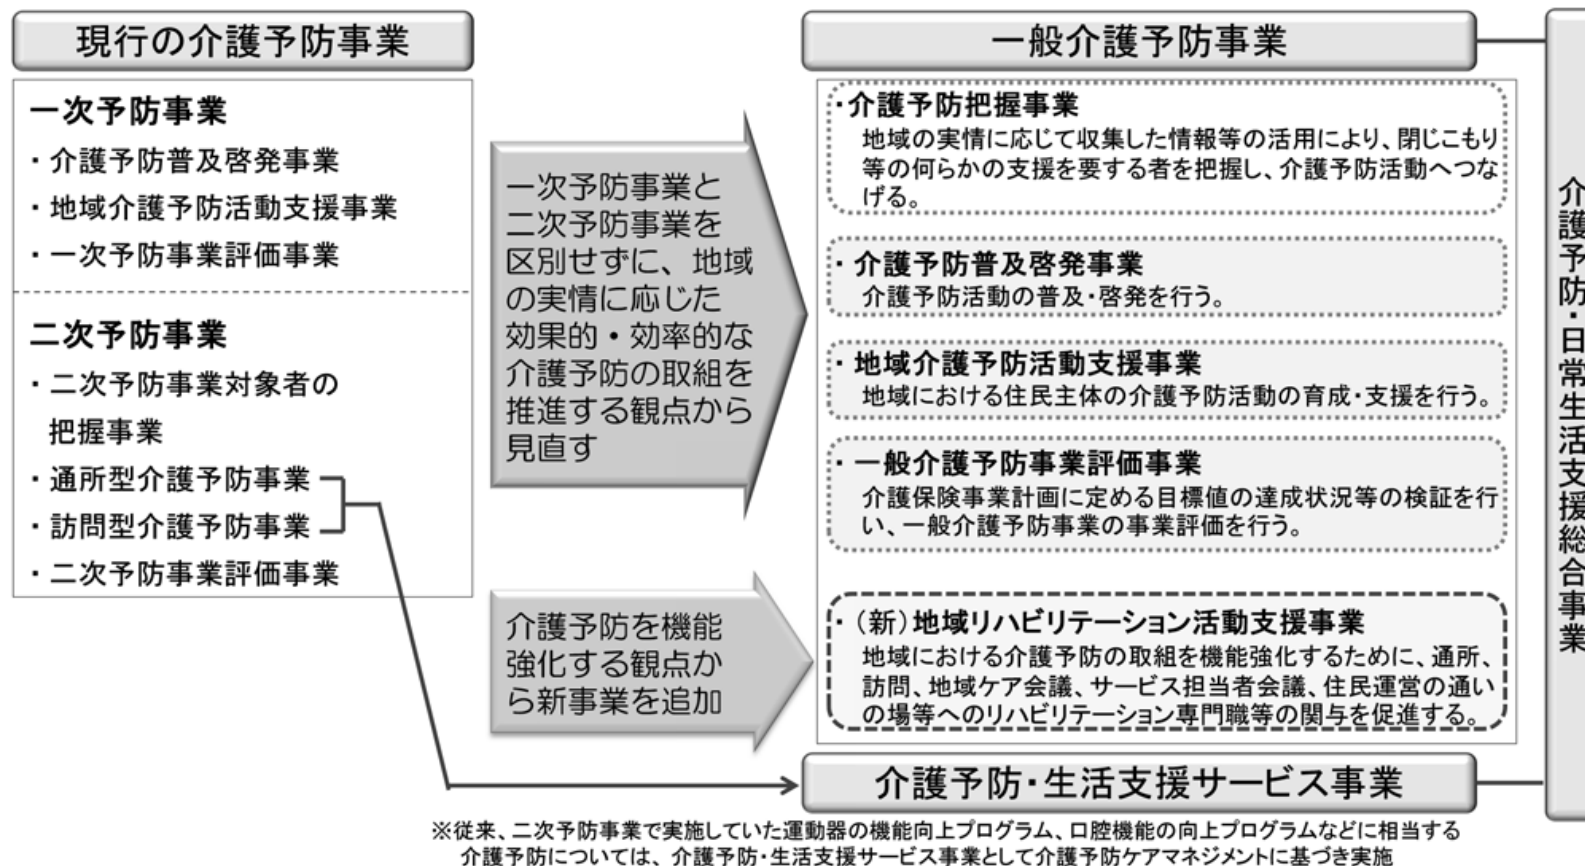 現行の介護予防事業
一次予防事業
・介護予防普及啓発事業
・地域介護予防活動支援事業
・一次予防事業評価事業
二次予防事業
・二次予防事業対象者の
把握事業
・通所型介護予防事業
・訪問型介護予防事業
・二次予防事業評価事業
一次予防事業と
二次予防事業を
区別せずに、地域
の実情に応じた
効果的・効率的な
介護予防の取組を
推進する観点から
見直す
介護予防を機能
強化する観点か
ら新事業を追加
一般介護予防事業
・介護予防把握事業
地域の実情に応じて収集した情報等の活用により、閉じこもり
等の何らかの支援を要する者を把握し、介護予防活動へつな
げる。
・介護予防普及啓発事業
介護予防活動の普及・啓発を行う。
・地域介護予防活動支援事業
地域における住民主体の介護予防活動の育成・支援を行う。
・一般介護予防事業評価事業
介護保険事業計画に定める目標値の達成状況等の検証を行
い、一般介護予防事業の事業評価を行う。
・（新）地域リハビリテーション活動支援事業
地域における介護予防の取組を機能強化するために、通所、
訪問、地域ケア会議、サービス担当者会議、住民運営の通い
の場等へのリハビリテーション専門職等の関与を促進する。
介護予防・生活支援サービス事業
介護予防・日常生活支援総合事業
※従来、二次予防事業で実施していた運動器の機能向上プログラム、口腔機能の向上プログラムなどに相当する
介護予防については、介護予防・生活支援サービス事業として介護予防ケアマネジメントに基づき実施